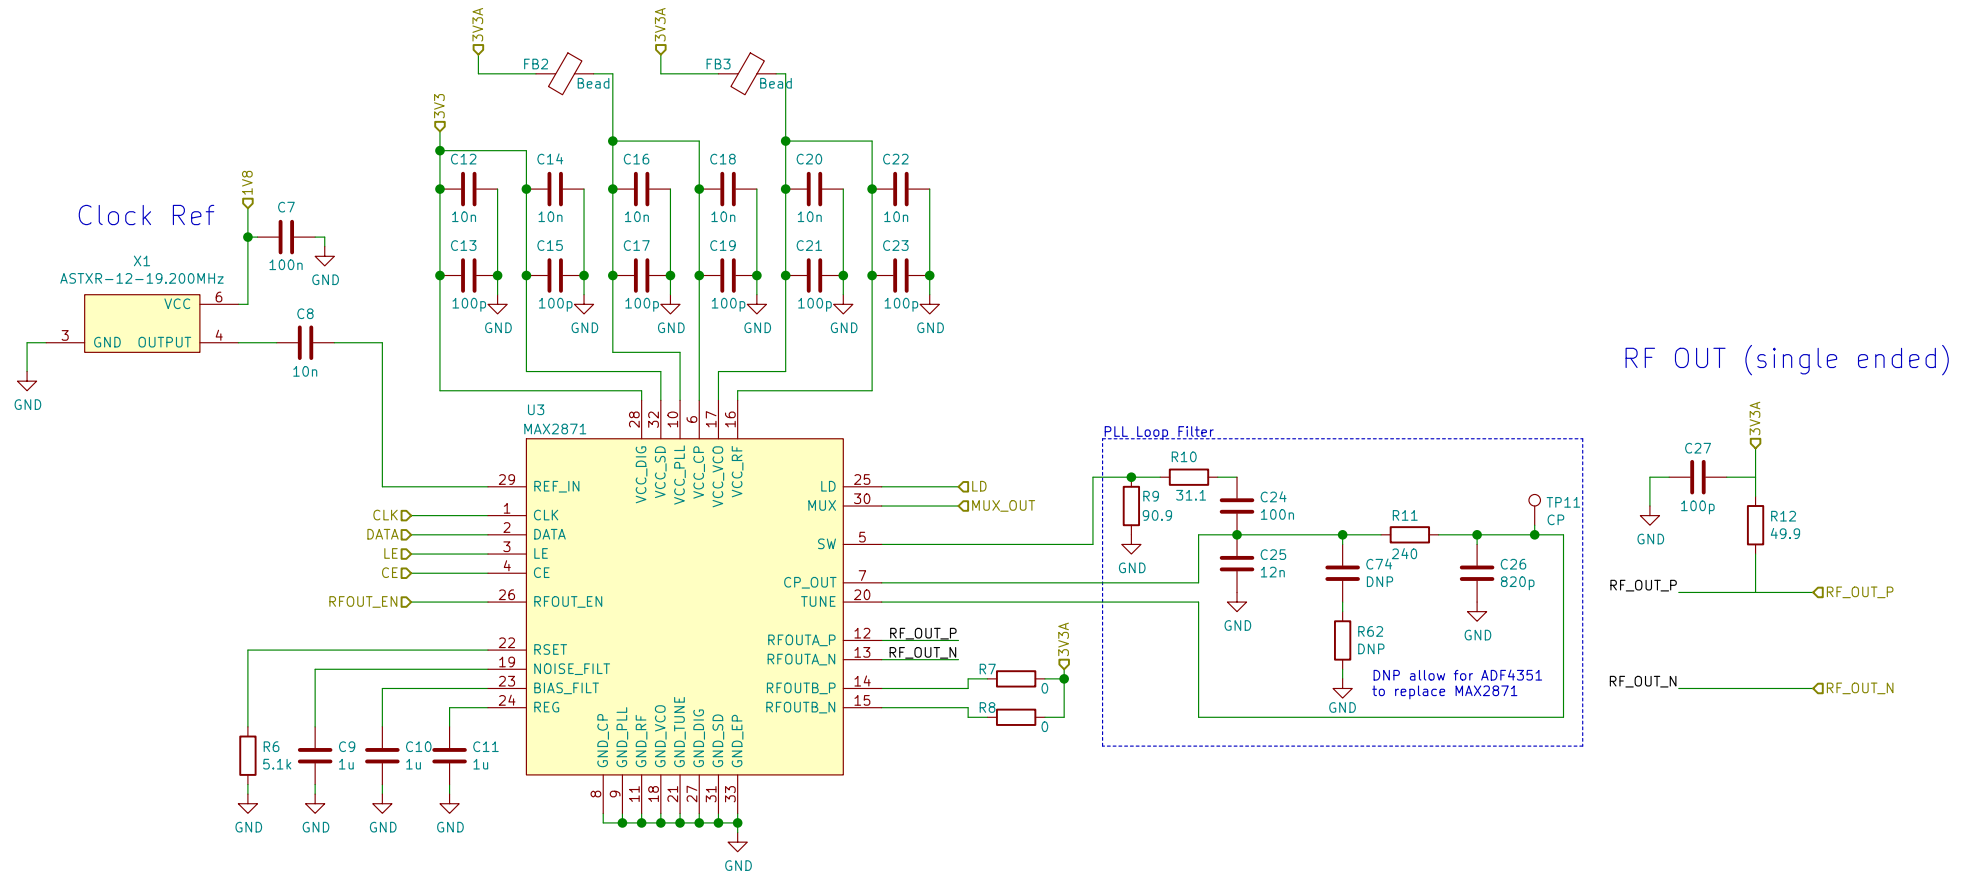 3V3A
FB2
Bead
3V3A
FB3
Bead
3V3
C12
10n
C14
10n
C16
10n
C18
10n
C20
10n
C22
10n
C13
100p
GND
C15
100p
GND
C17
100p
GND
C19
100p
GND
C21
100p
GND
C23
100p
GND
Clock Ref
1V8
C7
100n
GND
X1
ASTXR-12-19.200MHz
VCC
6
3
GND
OUTPUT
4
GND
C8
10n
U3
MAX2871
28
32
10
6
17
16
VCC_DIG
VCC_SD
VCC_PLL
VCC_CP
VCC_VCO
VCC_RF
29
REF_IN
CLK
1
CLK
DATA
2
DATA
LE
3
LE
CE
4
CE
RFOUT_EN
26
RFOUT_EN
22
RSET
19
NOISE_FILT
23
BIAS_FILT
24
REG
LD
25
LD
MUX
30
MUX_OUT
SW
5
CP_OUT
7
TUNE
20
RFOUTA_P
12
RF_OUT_P
RFOUTA_N
13
RF_OUT_N
RFOUTB_P
14
RFOUTB_N
15
R7
0
R8
0
3V3A
GND_CP
GND_PLL
GND_RF
GND_VCO
GND_TUNE
GND_DIG
GND_SD
GND_EP
8
9
11
18
21
27
31
33
GND
R6
5.1k
GND
C9
1u
GND
C10
1u
GND
C11
1u
GND
PLL Loop Filter
R10
31.1
R9
90.9
GND
C24
100n
C25
12n
GND
R11
240
C74
DNP
R62
DNP
GND
C26
820p
GND
TP11
CP
DNP allow for ADF4351
to replace MAX2871
RF OUT (single ended)
3V3A
C27
100p
GND
R12
49.9
RF_OUT_P
RF_OUT_P
RF_OUT_N
RF_OUT_N